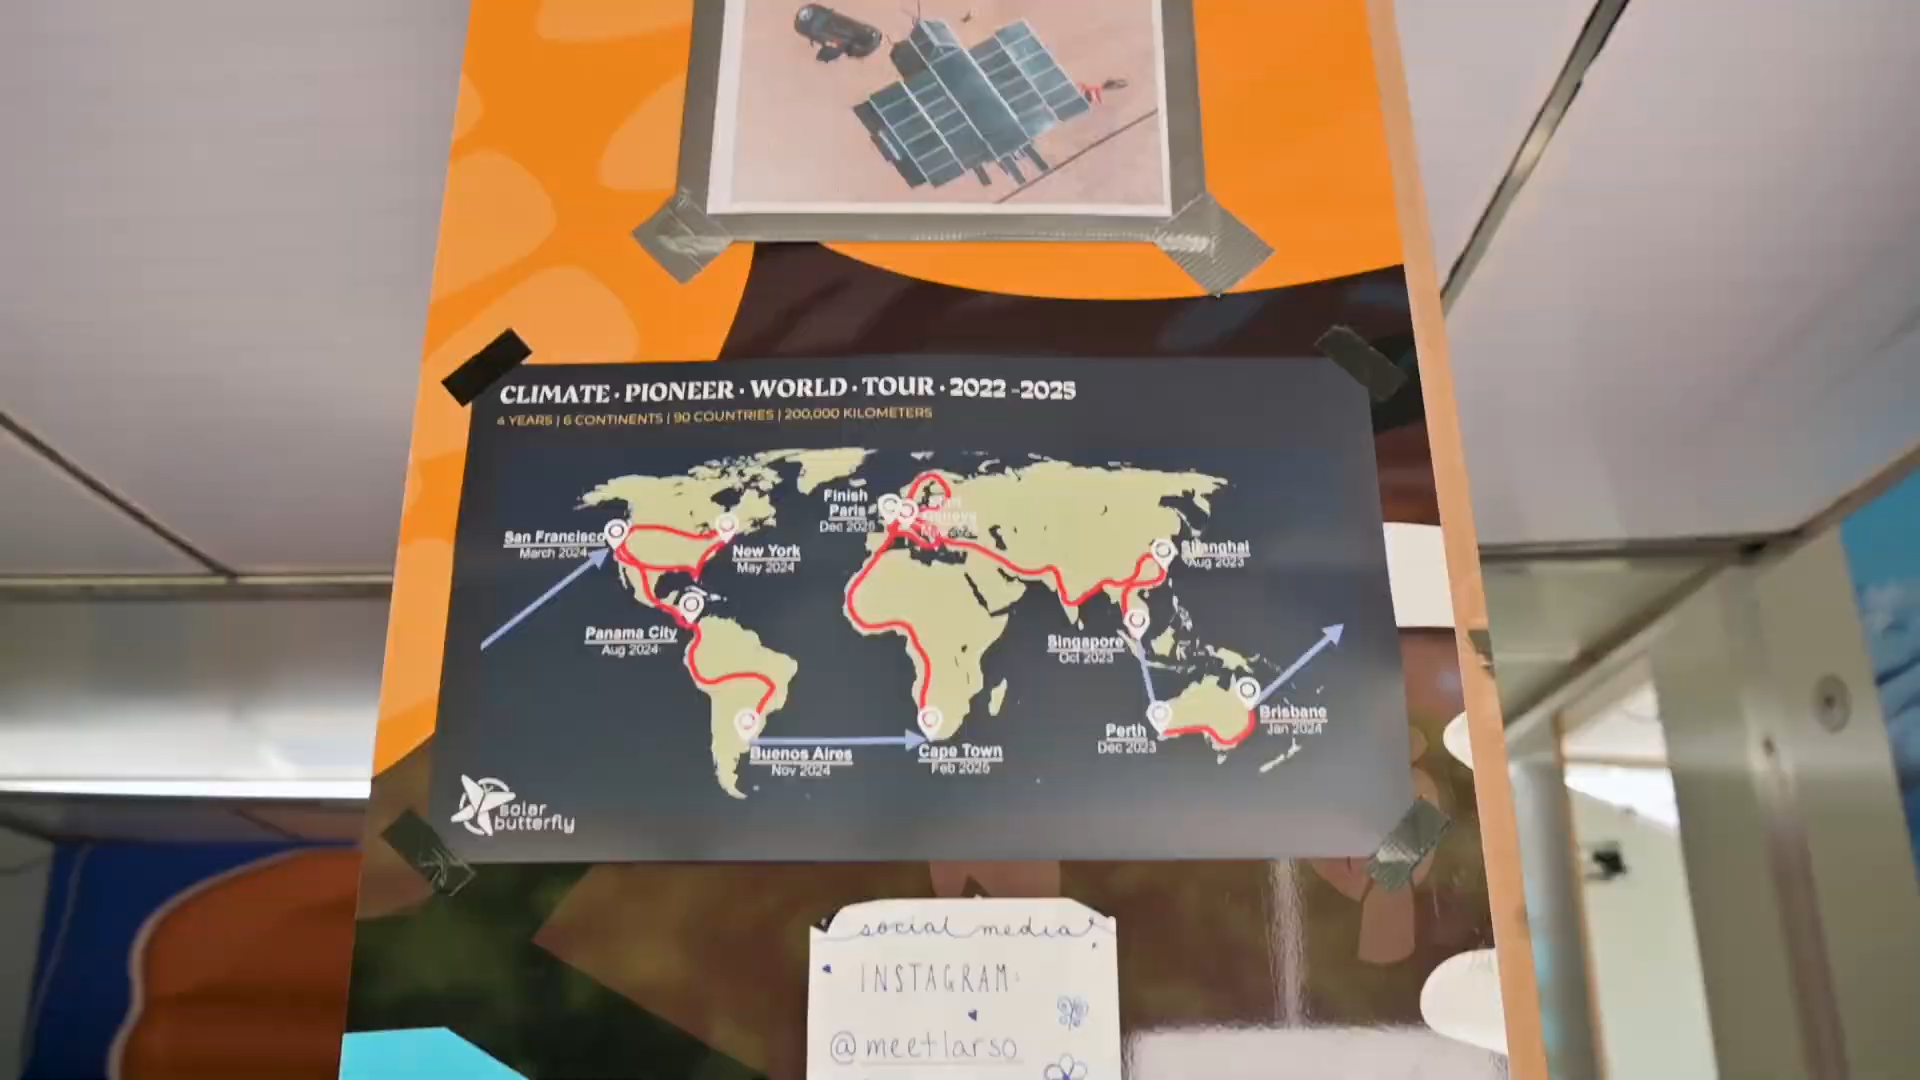 CLIMATE · PIONEER · WORLD · TOUR · 2022 -2025
4 YEARS | 6 CONTINENTS | 90 COUNTRIES | 200,000 KILOMETERS
Finish
Paris
Dec 2025
Start
Geneva
San Francisco
March 2024
New York
May 2024
Shanghai
Aug 2023
Panama City
Aug 2024
Singapore
Oct 2023
Brisbane
Jan 2024
Perth
Dec 2023
Buenos Aires
Nov 2024
Cape Town
Feb 2025
solar
butterfly
social media
INSTAGRAM:
@meetlarso